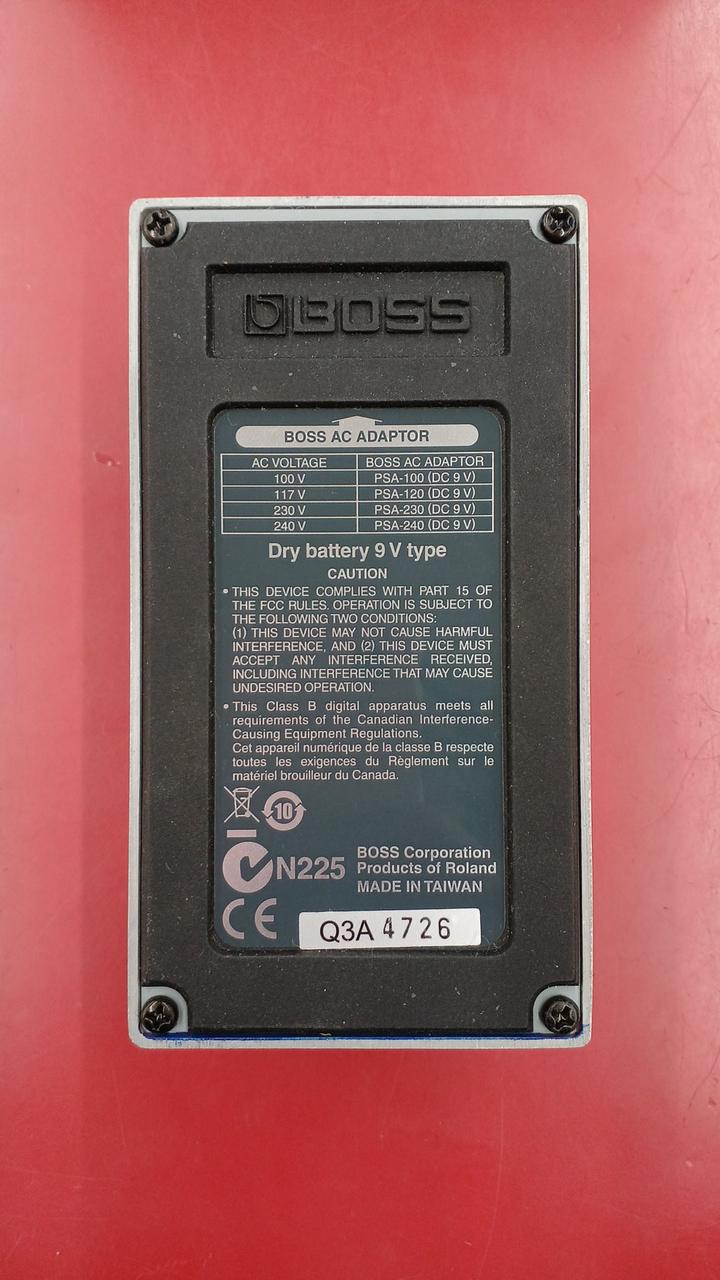 BOSS
BOSS AC ADAPTOR
AC VOLTAGE BOSS AC ADAPTOR
100 V PSA-100 (DC 9 V)
117 V PSA-120 (DC 9 V)
230 V PSA-230 (DC 9 V)
240 V PSA-240 (DC 9 V)
Dry battery 9 V type
CAUTION
• THIS DEVICE COMPLIES WITH PART 15 OF
THE FCC RULES. OPERATION IS SUBJECT TO
THE FOLLOWING TWO CONDITIONS:
(1) THIS DEVICE MAY NOT CAUSE HARMFUL
INTERFERENCE, AND (2) THIS DEVICE MUST
ACCEPT ANY INTERFERENCE RECEIVED,
INCLUDING INTERFERENCE THAT MAY CAUSE
UNDESIRED OPERATION.
• This Class B digital apparatus meets all
requirements of the Canadian Interference-
Causing Equipment Regulations.
Cet appareil numérique de la classe B respecte
toutes les exigences du Règlement sur le
matériel brouilleur du Canada.
10
N225
BOSS Corporation
Products of Roland
MADE IN TAIWAN
CE
Q3A 4726